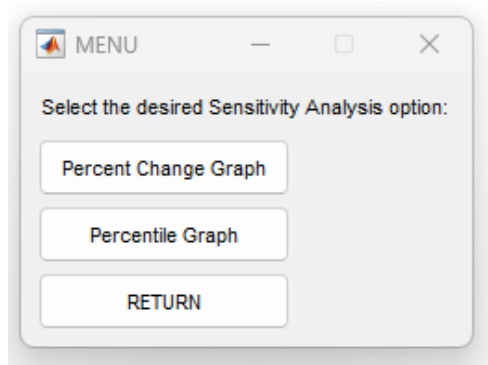 MENU
Select the desired Sensitivity Analysis option:
Percent Change Graph
Percentile Graph
RETURN